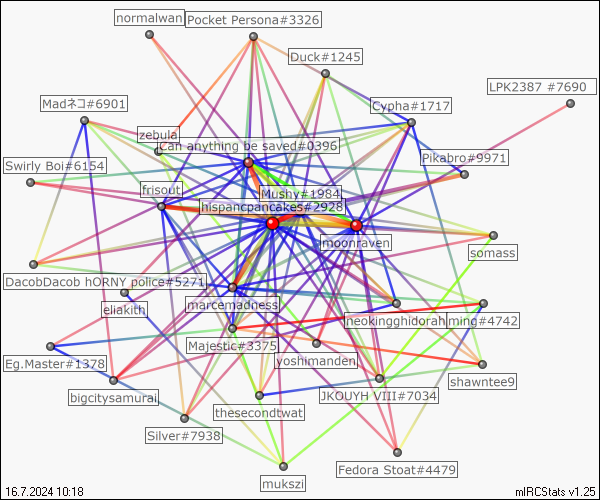 normalwan
Pocket Persona#3326
Duck#1245
LPK2387 #7690
Madネコ#6901
Cypha#1717
zebula
Can anything be saved#0396
Pikabro#9971
Swirly Boi#6154
frisout
Mushy#1984
hispancpancakes#2928
moonraven
somass
DacobDacob hORNY police#5271
eliakith
marcemadness
neokingghidorah
ming#4742
Majestic#3375
yoshimanden
Eg.Master#1378
shawntee9
bigcitysamurai
JKOUYH VIII#7034
thesecondtwat
Silver#7938
Fedora Stoat#4479
mukszi
16.7.2024 10:18
mIRCStats v1.25